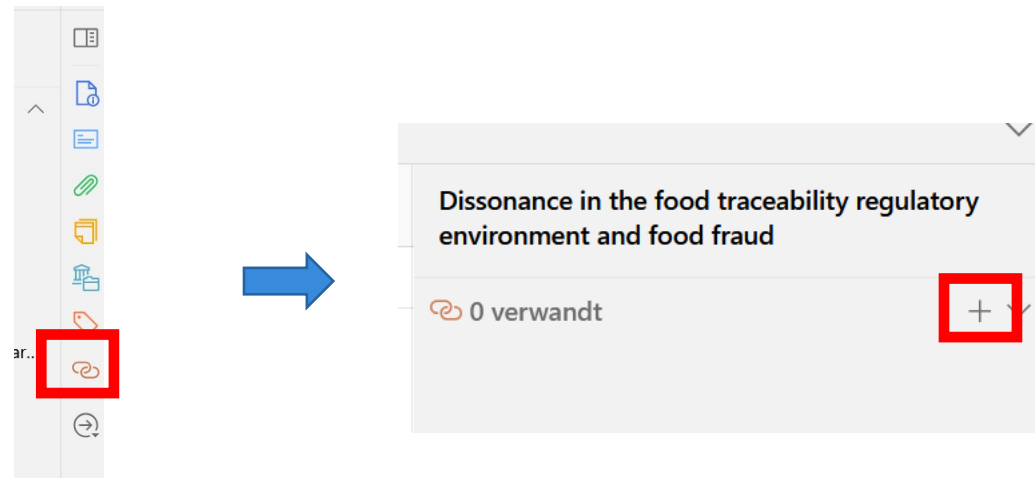 ar...
Dissonance in the food traceability regulatory
environment and food fraud
0 verwandt